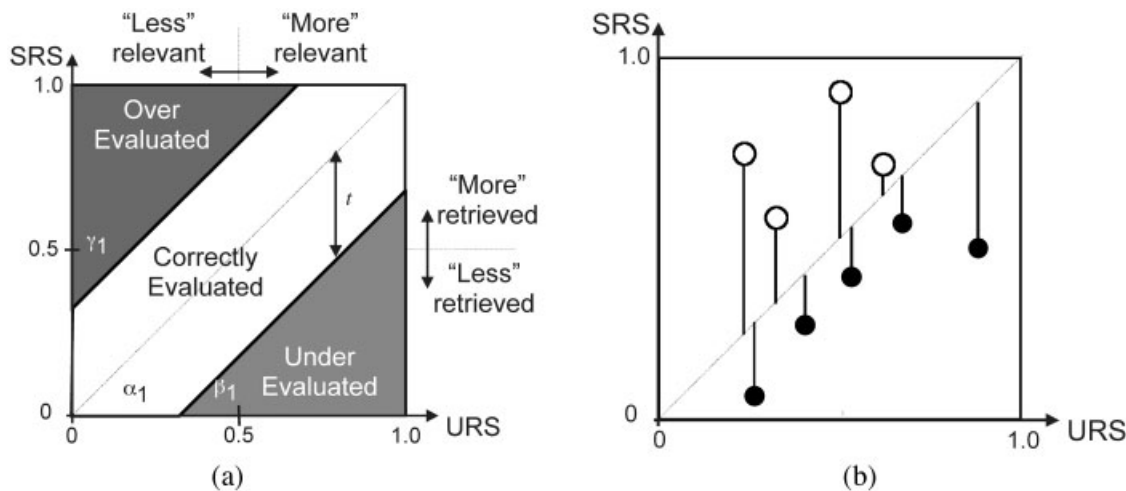 “Less” relevant
“More” relevant
SRS
1.0
Over Evaluated
γ1
0.5
Correctly Evaluated
t
“More” retrieved
“Less” retrieved
Under Evaluated
α1
β1
0
0
0.5
1.0
URS
(a)
SRS
1.0
0
0
1.0
URS
(b)